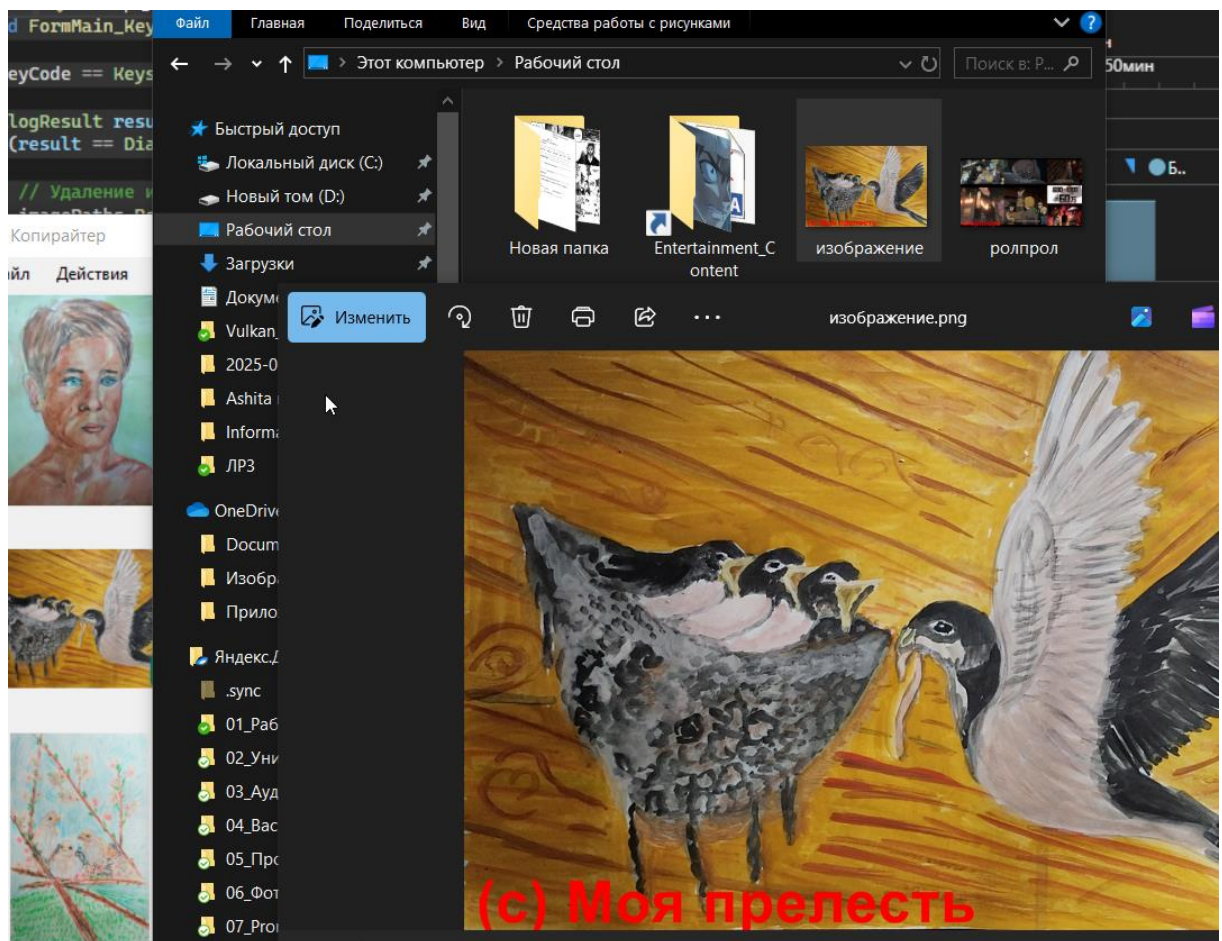 d FormMain_Key
eyCode == Keys
logResult resu
(result == Dia
// Удаление и
Копирайтер
йл Действия
Файл Главная Поделиться Вид Средства работы с рисунками
Этот компьютер Рабочий стол
Поиск в: Р...
50мин
Б..
Быстрый доступ
Локальный диск (C:)
Новый том (D:)
Рабочий стол
Загрузки
Докуме
Vulkan_
2025-0
Ashita
Informa
ЛР3
OneDrive
Docum
Изобра
Прило
Яндекс.Д
.sync
01_Раб
02_Уни
03_Ауд
04_Вас
05_Про
06_Фот
07_Pro
Новая папка
Entertainment_C
ontent
изображение
ролпрол
Изменить
изображение.png
(c) Моя прелесть